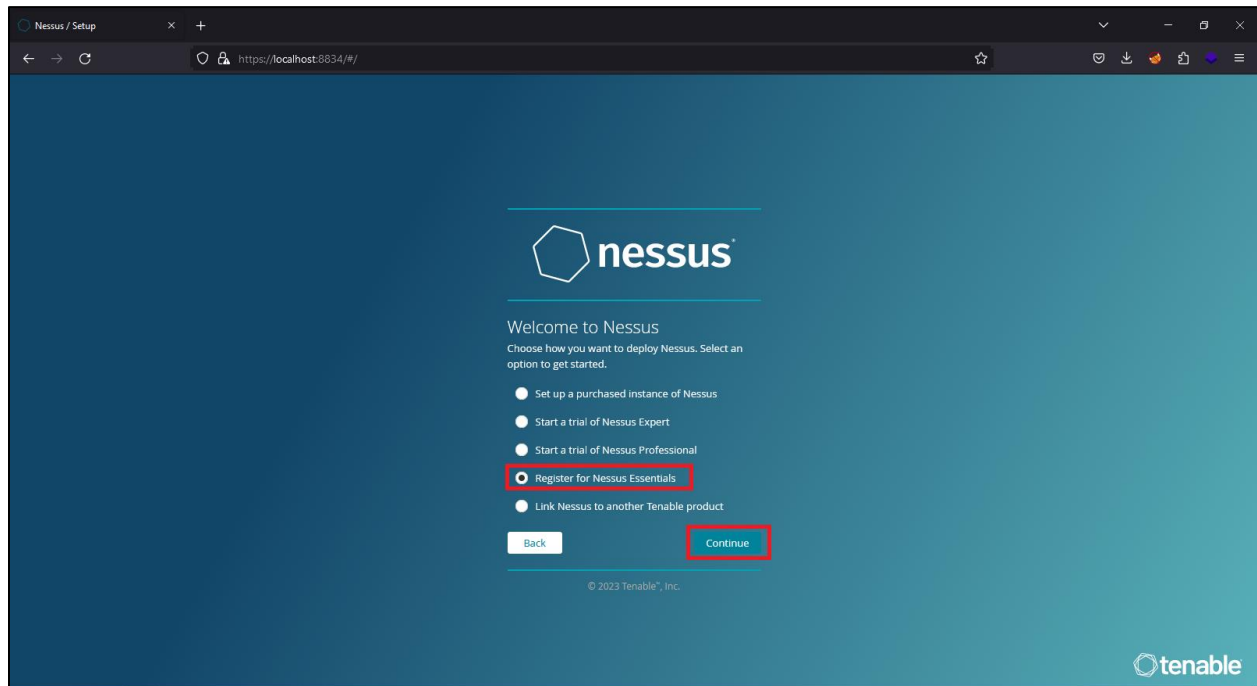 Nessus / Setup
https://localhost:8834/#/
nessus®
Welcome to Nessus
Choose how you want to deploy Nessus. Select an
option to get started.
Set up a purchased instance of Nessus
Start a trial of Nessus Expert
Start a trial of Nessus Professional
Register for Nessus Essentials
Link Nessus to another Tenable product
Back
Continue
© 2023 Tenable™, Inc.
tenable